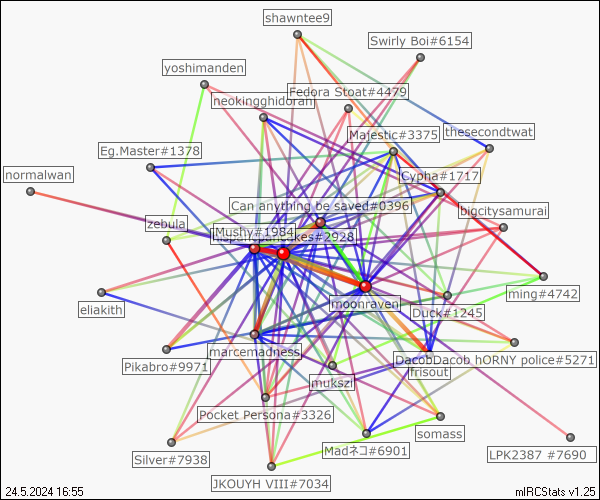 shawntee9
Swirly Boi#6154
yoshimanden
Fedora Stoat#4479
neokingghidorah
thesecondtwat
Majestic#3375
Eg.Master#1378
normalwan
Cypha#1717
Can anything be saved#0396
bigcitysamurai
zebula
Mushy#1984
#2928
ming#4742
eliakith
moonraven
Duck#1245
marcemadness
Pikabro#9971
DacobDacob hORNY police#5271
frisout
mukszi
Pocket Persona#3326
somass
Madネコ#6901
LPK2387 #7690
Silver#7938
JKOUYH VIII#7034
24.5.2024 16:55
mIRCStats v1.25